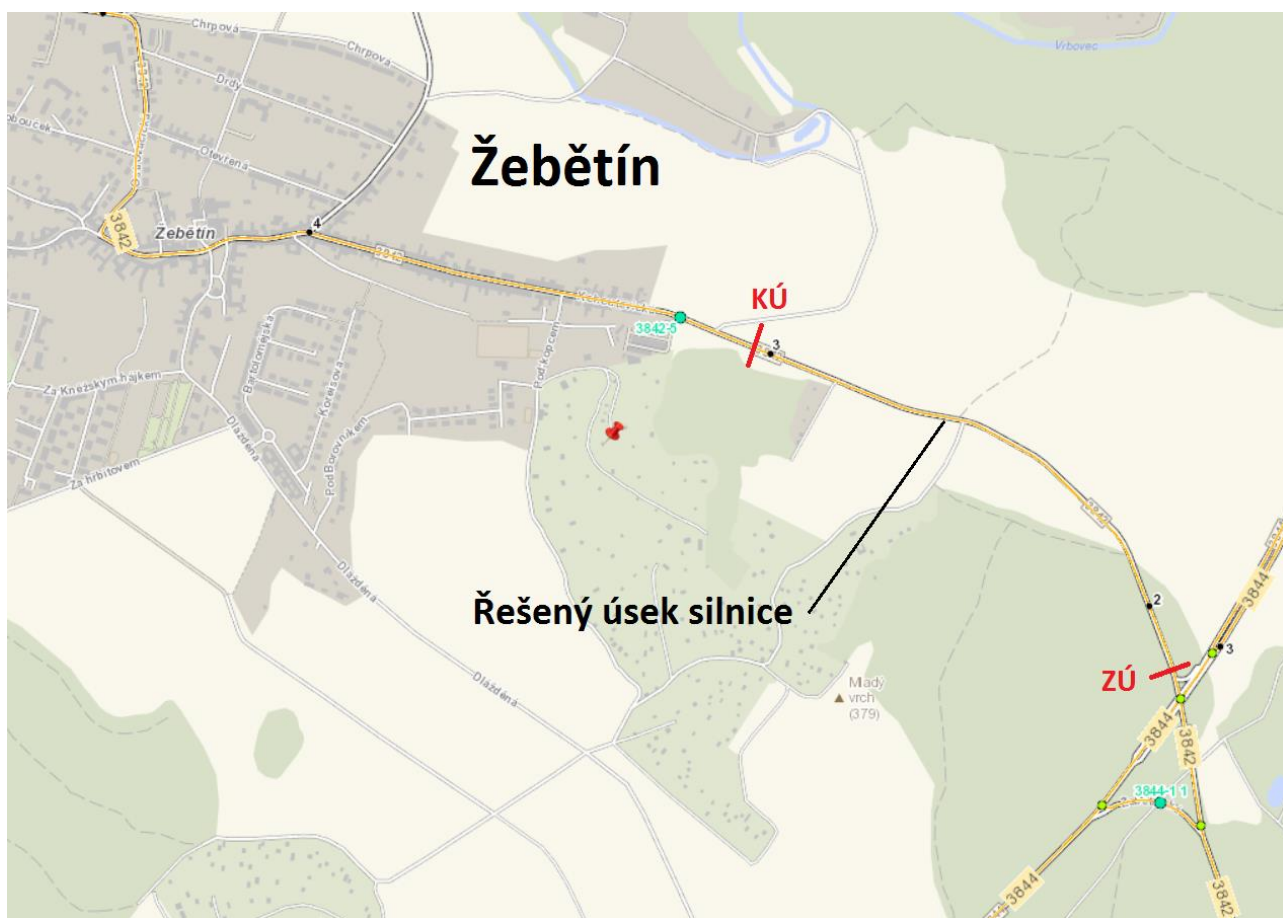 Chrpová
Chrpová
Drdy
Otevřená
Vrbovec
Žebětín
3842
Žebětín
4
3842
3842-5
KÚ
3
Bartolomějská
Korejsova
Pod kopcem
Za Kněžským hájkem
Dlážděná
Pod Borovníkem
Za hřbitovem
3842
Dlážděná
Řešený úsek silnice
2
3844
3
ZÚ
Mladý
vrch
(379)
Dlážděná
3844
3842
3844-1 1
3844
3842